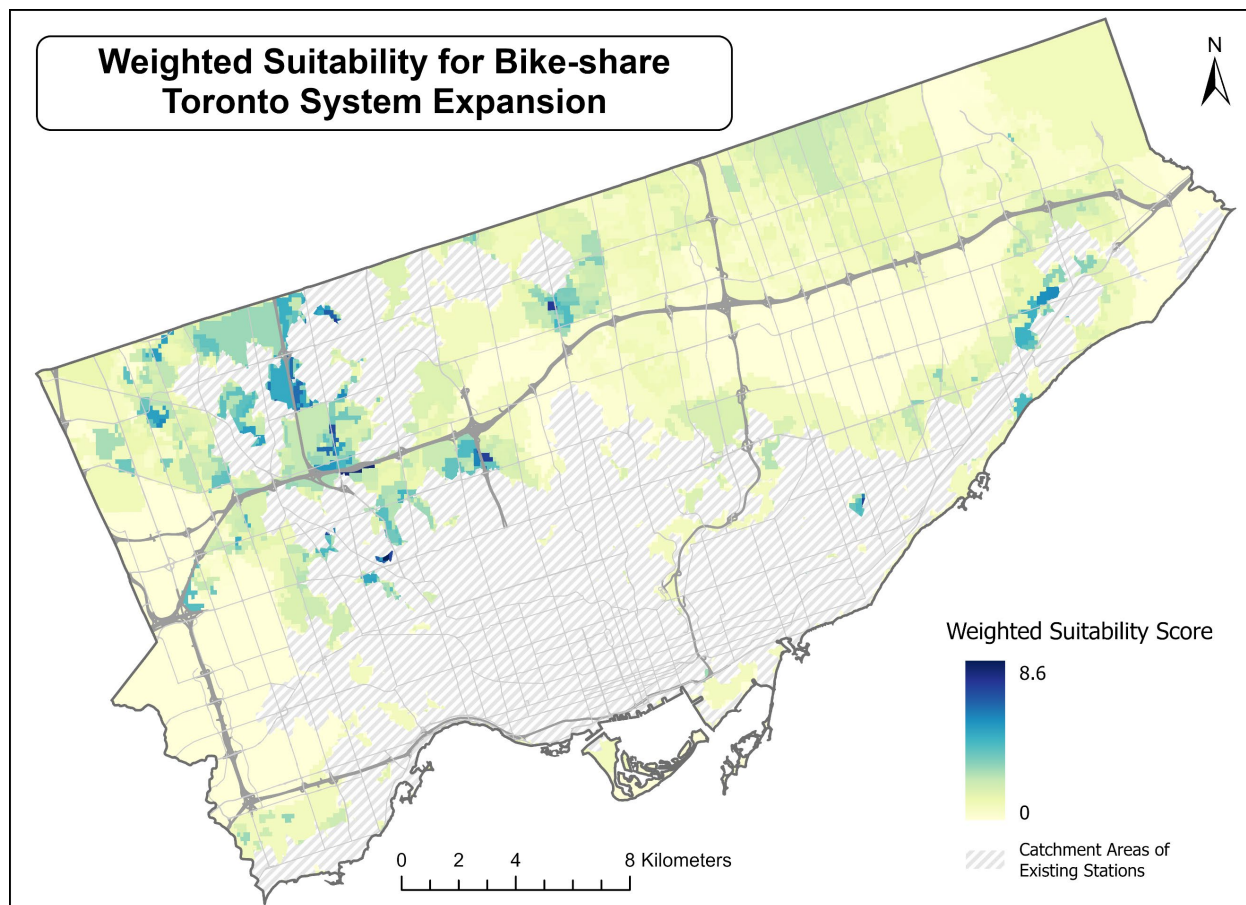 Weighted Suitability for Bike-share
Toronto System Expansion
N
Weighted Suitability Score
8.6
0
Catchment Areas of
Existing Stations
0 2 4 8 Kilometers